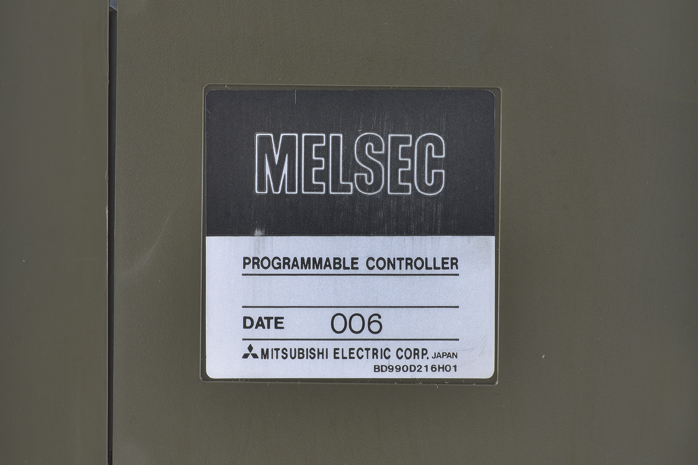 MELSEC
PROGRAMMABLE CONTROLLER
DATE 006
MITSUBISHI ELECTRIC CORP. JAPAN
BD990D216H01